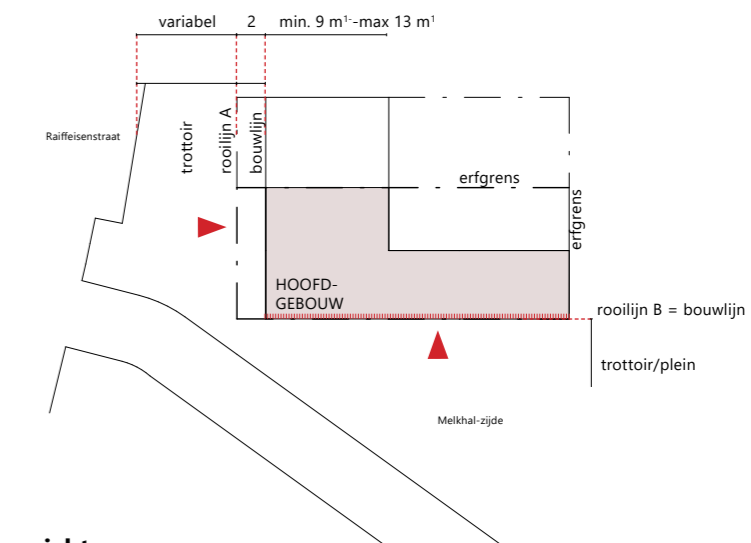 variabel 2 min. 9 m¹--max 13 m¹
Raiffeisenstraat
trottoir
rooilijn A
bouwlijn
erfgrens
erfgrens
HOOFD-
GEBOUW
rooilijn B = bouwlijn
trottoir/plein
Melkhal-zijde